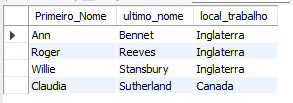 Primeiro_Nome ultimo_nome local_trabalho
Ann Bennet Inglaterra
Roger Reeves Inglaterra
Willie Stansbury Inglaterra
Claudia Sutherland Canada